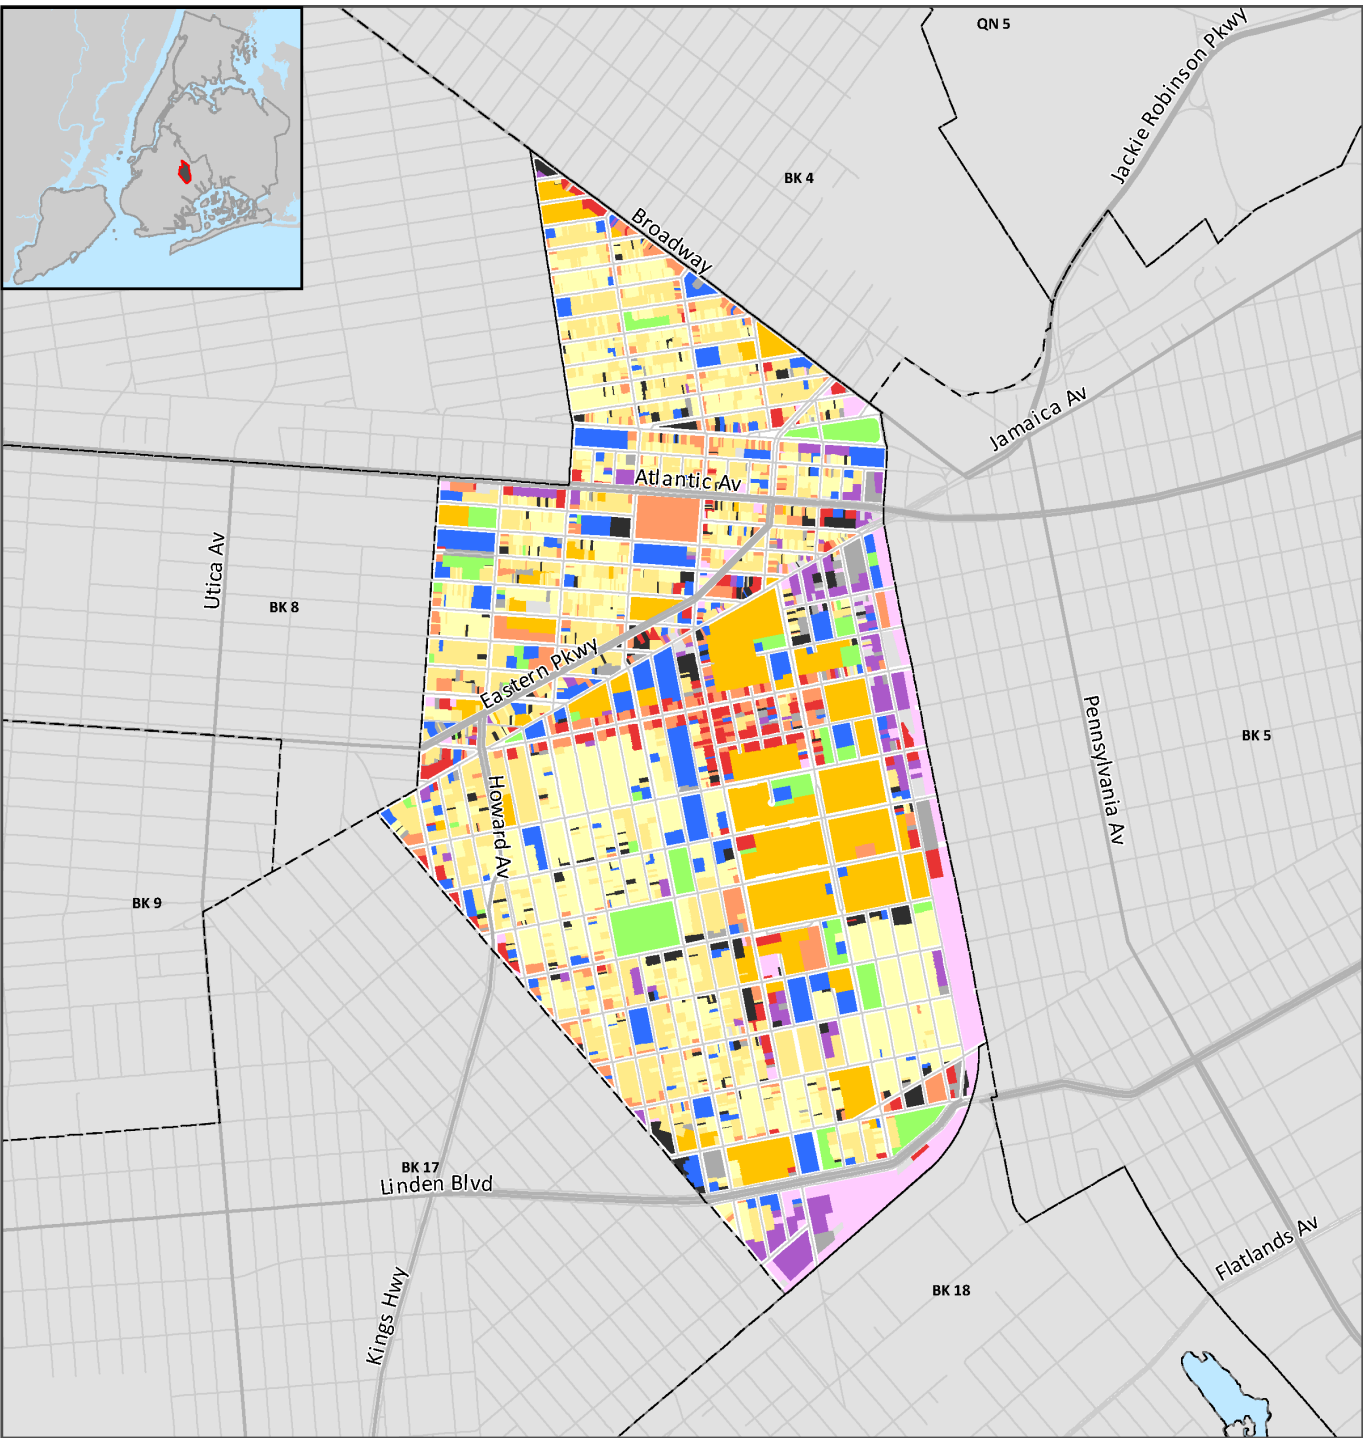 QN 5
Jackie Robinson Pkwy
BK 4
Broadway
Jamaica Av
Atlantic Av
Utica Av
BK 8
Eastern Pkwy
Pennsylvania Av
BK 5
Howard Av
BK 9
BK 17
Linden Blvd
Flatlands Av
BK 18
Kings Hwy